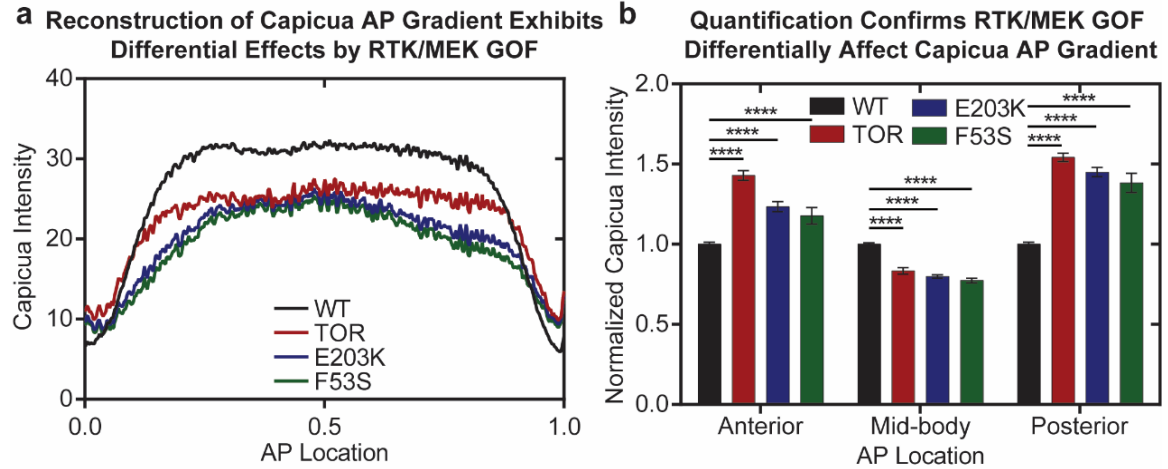 a Reconstruction of Capicua AP Gradient Exhibits
Differential Effects by RTK/MEK GOF
Capicua Intensity
40
30
20
10
0
WT
TOR
E203K
F53S
0.0 0.5 1.0
AP Location
b Quantification Confirms RTK/MEK GOF
Differentially Affect Capicua AP Gradient
Normalized Capicua Intensity
2.0
1.5
1.0
0.5
0.0
WT E203K
TOR F53S
****
****
****
****
****
****
****
****
****
Anterior Mid-body Posterior
AP Location